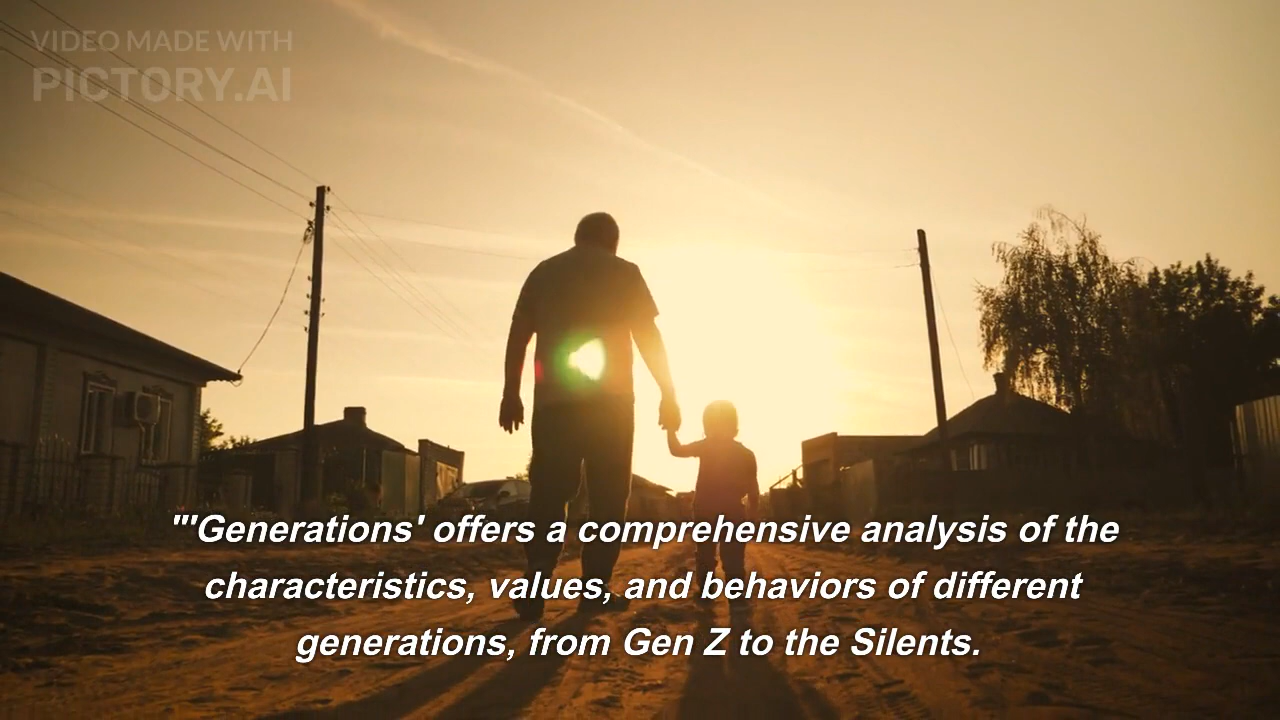 VIDEO MADE WITH
PICTORY.AI
"'Generations' offers a comprehensive analysis of the
characteristics, values, and behaviors of different
generations, from Gen Z to the Silents.